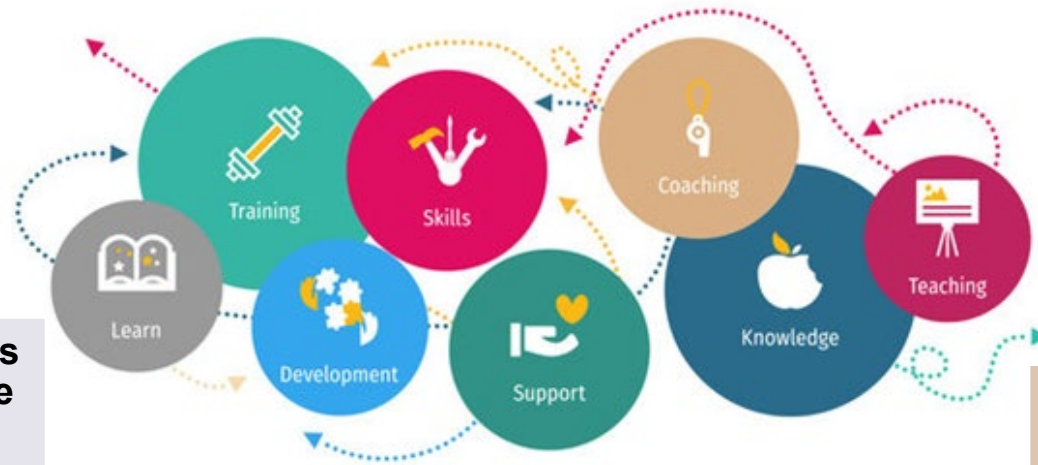 Training
Skills
Coaching
Learn
Development
Support
Knowledge
Teaching